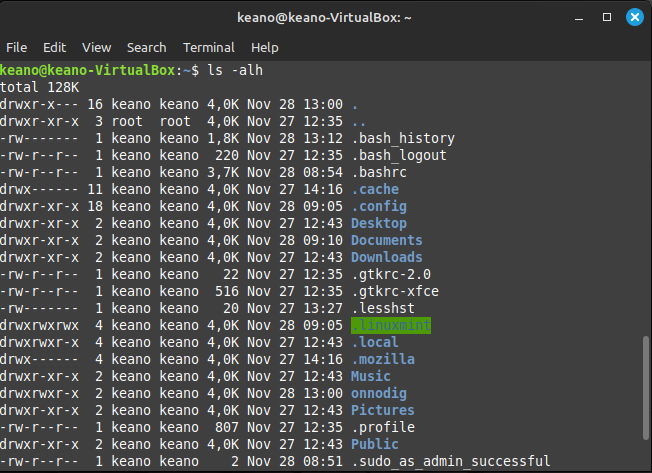 keano@keano-VirtualBox: ~
File Edit View Search Terminal Help
keano@keano-VirtualBox:~$ ls -alh
total 128K
drwxr-x--- 16 keano keano 4,0K Nov 28 13:00 .
drwxr-xr-x  3 root  root  4,0K Nov 27 12:35 ..
-rw-------  1 keano keano 1,8K Nov 28 13:12 .bash_history
-rw-r--r--  1 keano keano  220 Nov 27 12:35 .bash_logout
-rw-r--r--  1 keano keano 3,7K Nov 28 08:54 .bashrc
drwx------ 11 keano keano 4,0K Nov 27 14:16 .cache
drwxr-xr-x 18 keano keano 4,0K Nov 28 09:05 .config
drwxr-xr-x  2 keano keano 4,0K Nov 27 12:43 Desktop
drwxr-xr-x  2 keano keano 4,0K Nov 28 09:10 Documents
drwxr-xr-x  2 keano keano 4,0K Nov 27 12:43 Downloads
-rw-r--r--  1 keano keano   22 Nov 27 12:35 .gtkrc-2.0
-rw-r--r--  1 keano keano  516 Nov 27 12:35 .gtkrc-xfce
-rw-------  1 keano keano   20 Nov 27 13:27 .lesshst
drwxrwxrwx  4 keano keano 4,0K Nov 28 09:05 .linuxmint
drwxrwxr-x  4 keano keano 4,0K Nov 27 12:43 .local
drwx------  4 keano keano 4,0K Nov 27 14:16 .mozilla
drwxr-xr-x  2 keano keano 4,0K Nov 27 12:43 Music
drwxrwxr-x  2 keano keano 4,0K Nov 28 13:00 onnodig
drwxr-xr-x  2 keano keano 4,0K Nov 27 12:43 Pictures
-rw-r--r--  1 keano keano  807 Nov 27 12:35 .profile
drwxr-xr-x  2 keano keano 4,0K Nov 27 12:43 Public
-rw-r--r--  1 keano keano    2 Nov 28 08:51 .sudo_as_admin_successful